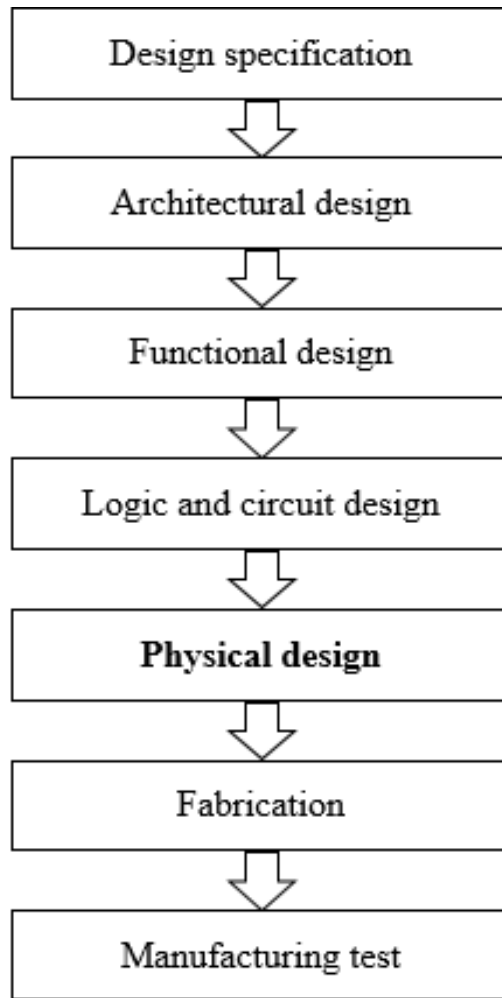 Design specification
Architectural design
Functional design
Logic and circuit design
Physical design
Fabrication
Manufacturing test